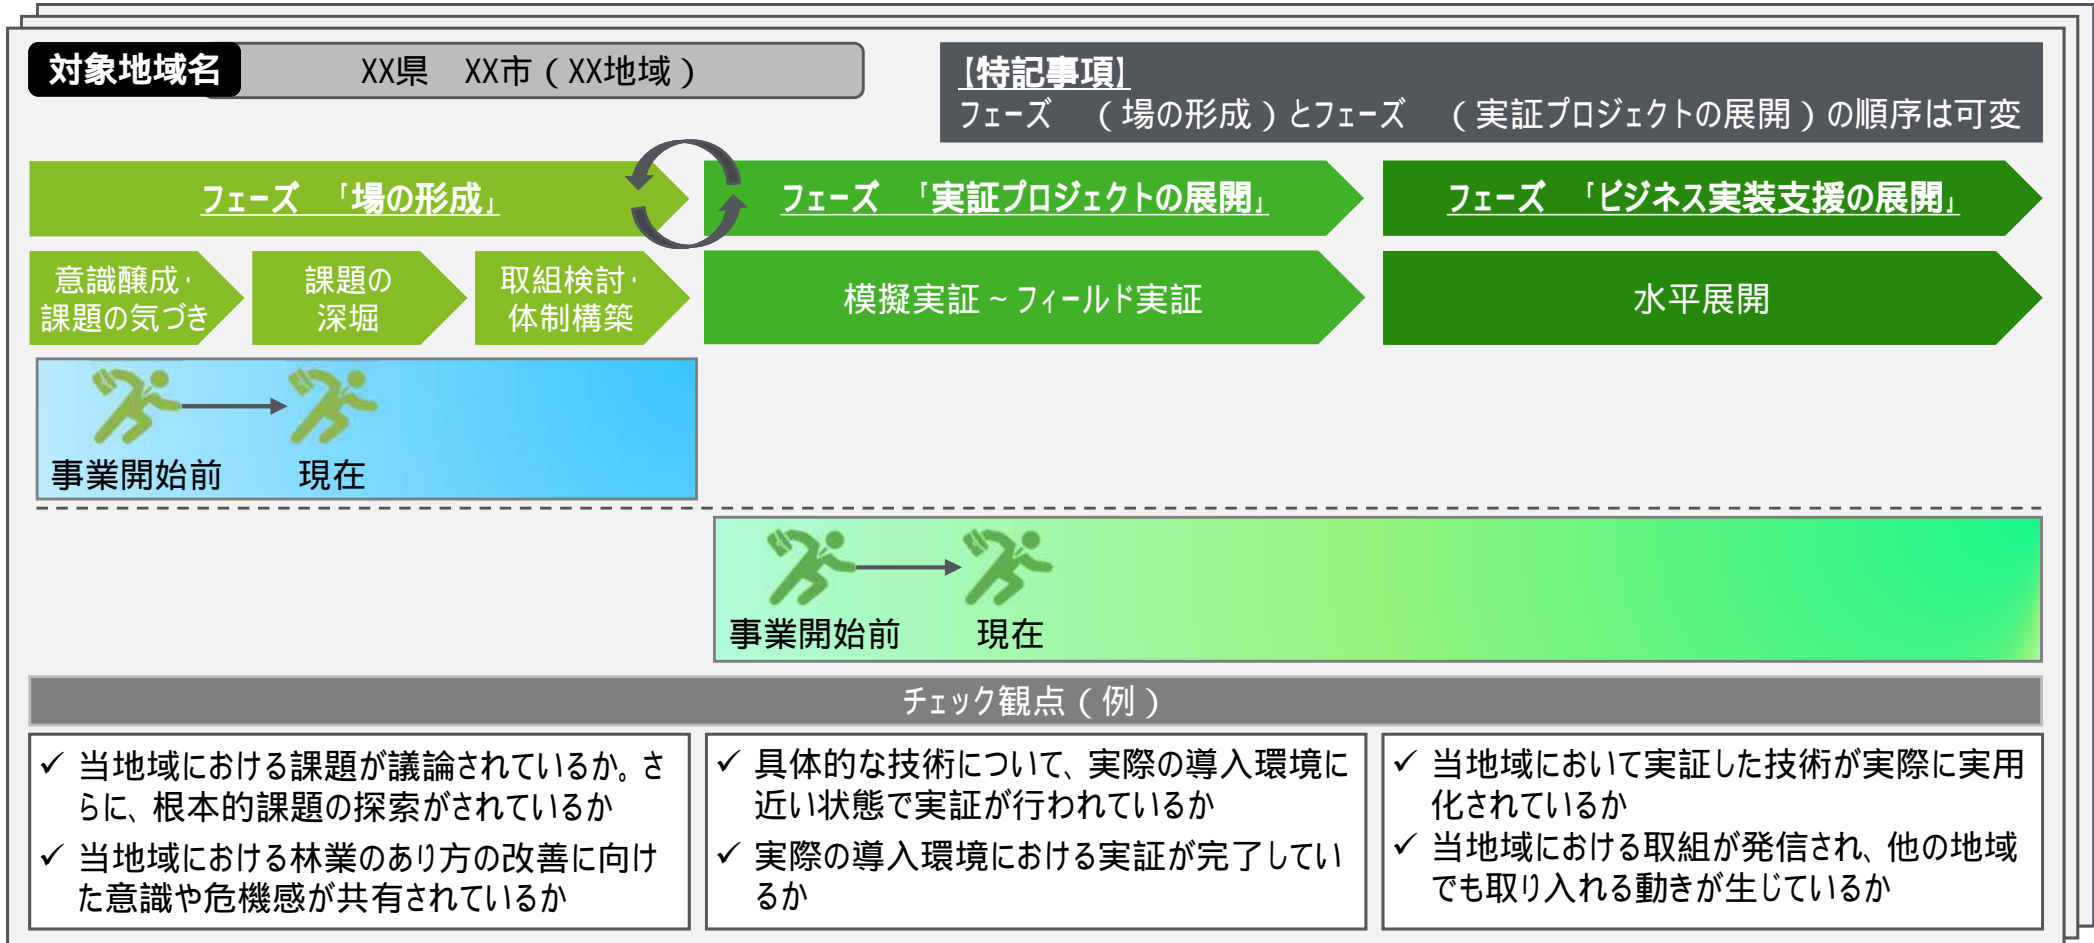 対象地域名
XX県　XX市（XX地域）
【特記事項】
フェーズ　（場の形成）とフェーズ　（実証プロジェクトの展開）の順序は可変
フェーズ　「場の形成」
フェーズ　「実証プロジェクトの展開」
フェーズ　「ビジネス実装支援の展開」
意識醸成・
課題の気づき
課題の
深堀
取組検討・
体制構築
模擬実証～フィールド実証
水平展開
事業開始前
現在
事業開始前
現在
チェック観点（例）
✓ 当地域における課題が議論されているか。さ
らに、根本的課題の探索がされているか
✓ 当地域における林業のあり方の改善に向け
た意識や危機感が共有されているか
✓ 具体的な技術について、実際の導入環境に
近い状態で実証が行われているか
✓ 実際の導入環境における実証が完了してい
るか
✓ 当地域において実証した技術が実際に実用
化されているか
✓ 当地域における取組が発信され、他の地域
でも取り入れる動きが生じているか